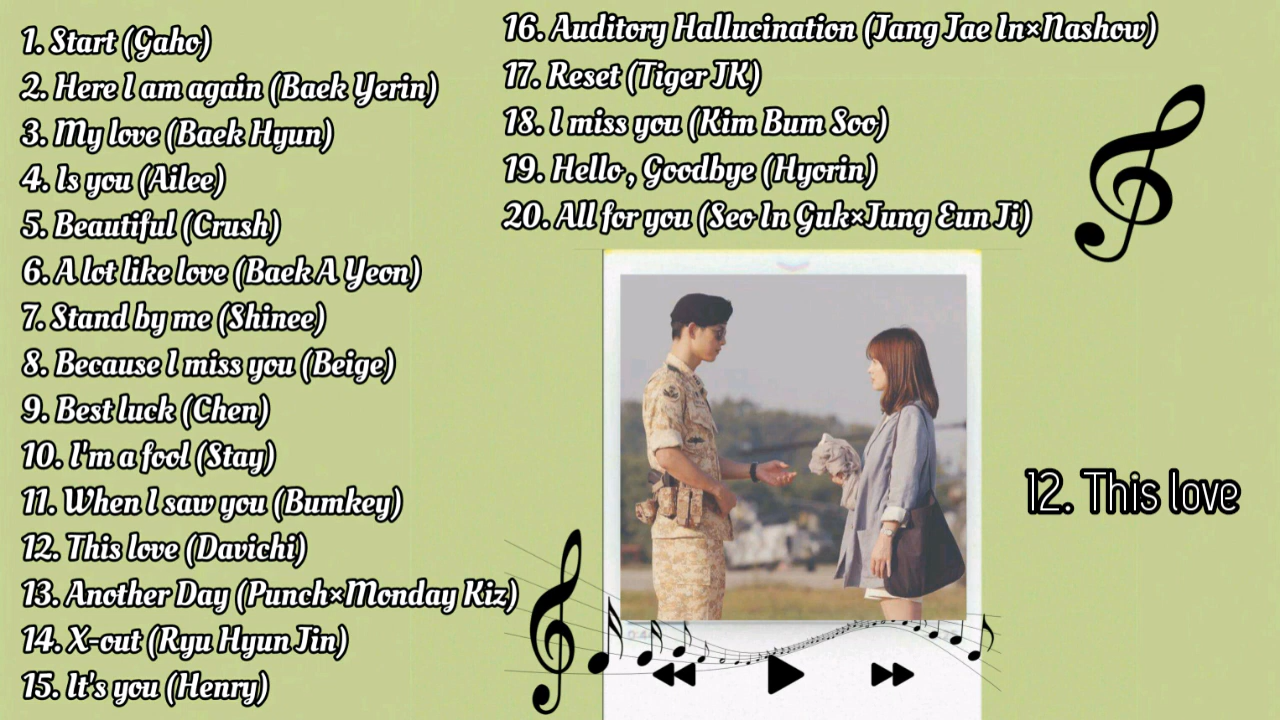 1. Start (Gaho)
2. Here I am again (Baek Yerin)
3. My love (Baek Hyun)
4. Is you (Ailee)
5. Beautiful (Crush)
6. A lot like love (Baek A Yeon)
7. Stand by me (Shinee)
8. Because I miss you (Beige)
9. Best luck (Chen)
10. I'm a fool (Stay)
11. When I saw you (Bumkey)
12. This love (Davichi)
13. Another Day (Punch×Monday Kiz)
14. X-out (Ryu Hyun Jin)
15. It's you (Henry)
16. Auditory Hallucination (Jang Jae In×Nashow)
17. Reset (Tiger JK)
18. I miss you (Kim Bum Soo)
19. Hello, Goodbye (Hyorin)
20. All for you (Seo In Guk×Jung Eun Ji)
12. This love